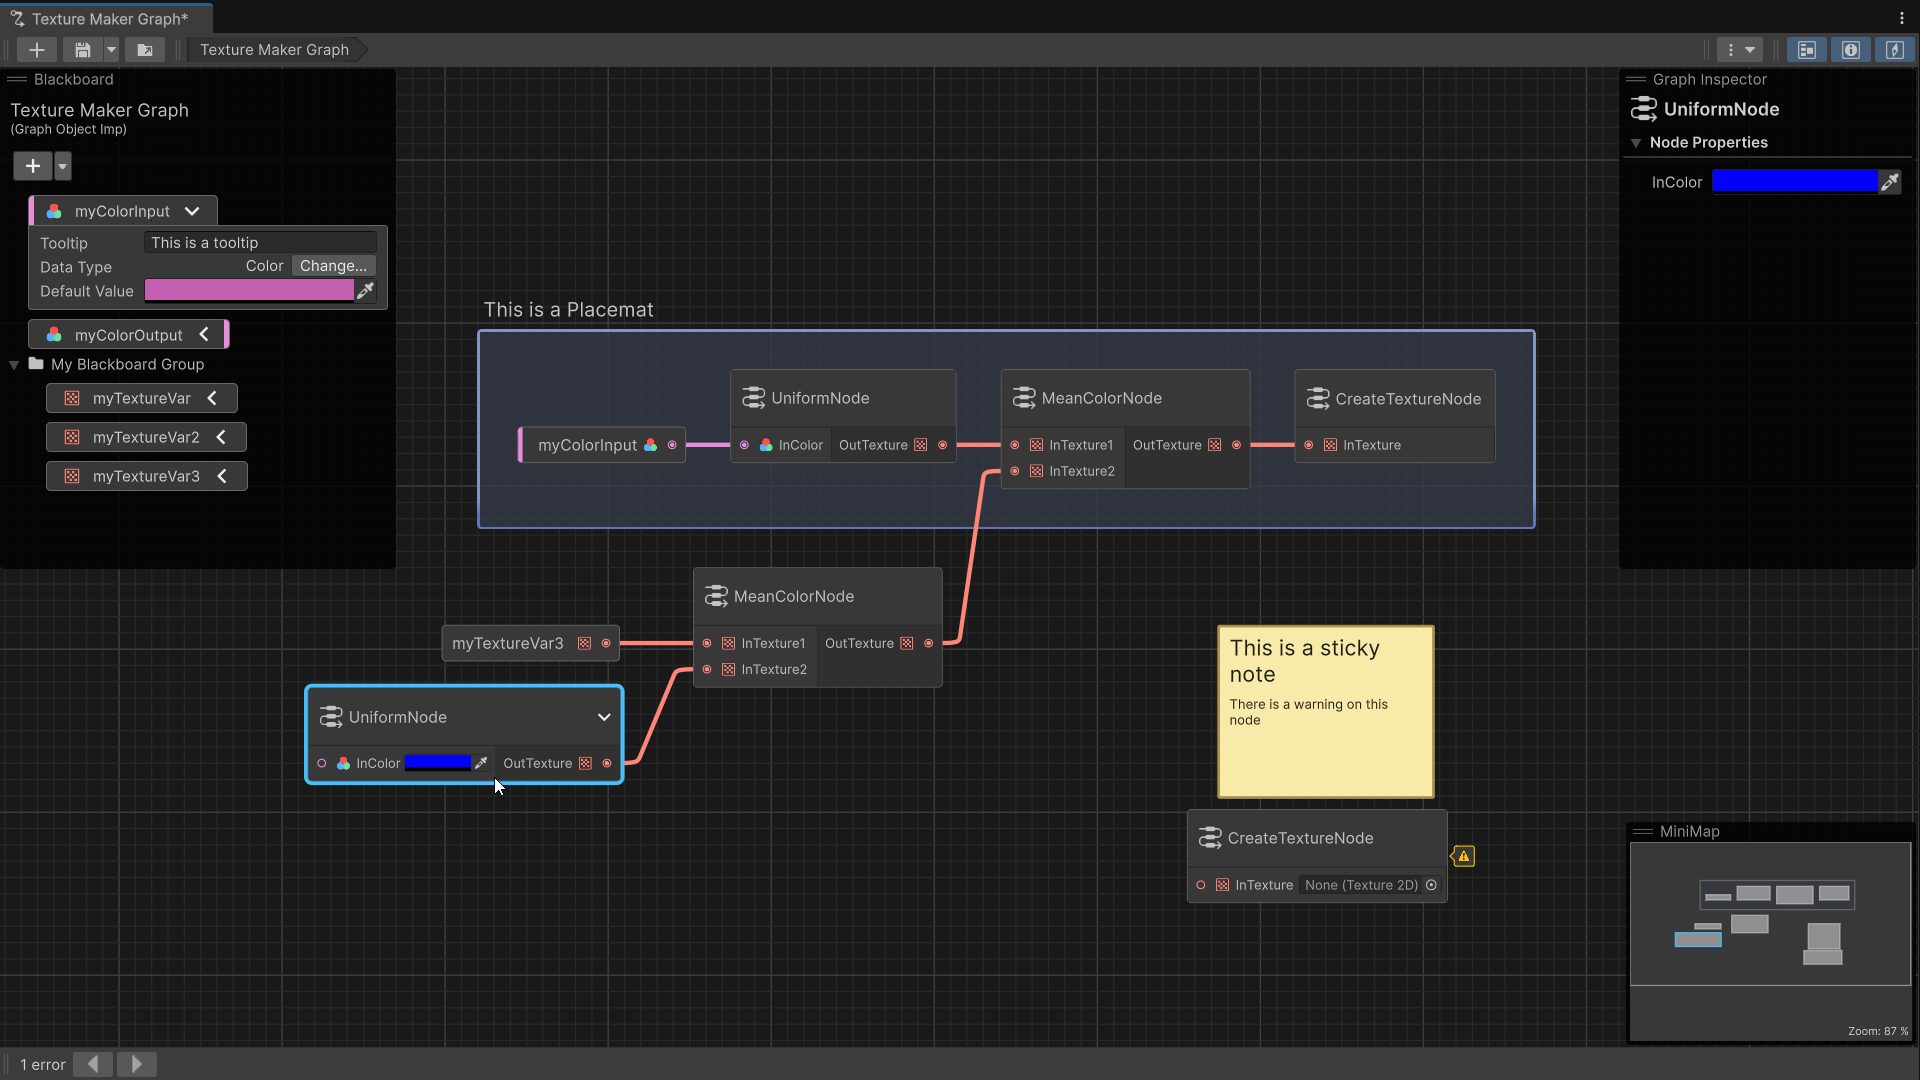 Texture Maker Graph*
Texture Maker Graph
Blackboard
Texture Maker Graph
(Graph Object Imp)
myColorInput
Tooltip This is a tooltip
Data Type Color Change...
Default Value
myColorOutput
My Blackboard Group
myTextureVar
myTextureVar2
myTextureVar3
This is a Placemat
myColorInput
UniformNode
InColor OutTexture
MeanColorNode
InTexture1 OutTexture
InTexture2
CreateTextureNode
InTexture
myTextureVar3
MeanColorNode
InTexture1 OutTexture
InTexture2
UniformNode
InColor OutTexture
This is a sticky
note
There is a warning on this
node
CreateTextureNode
InTexture None (Texture 2D)
Graph Inspector
UniformNode
Node Properties
InColor
MiniMap
Zoom: 87 %
1 error